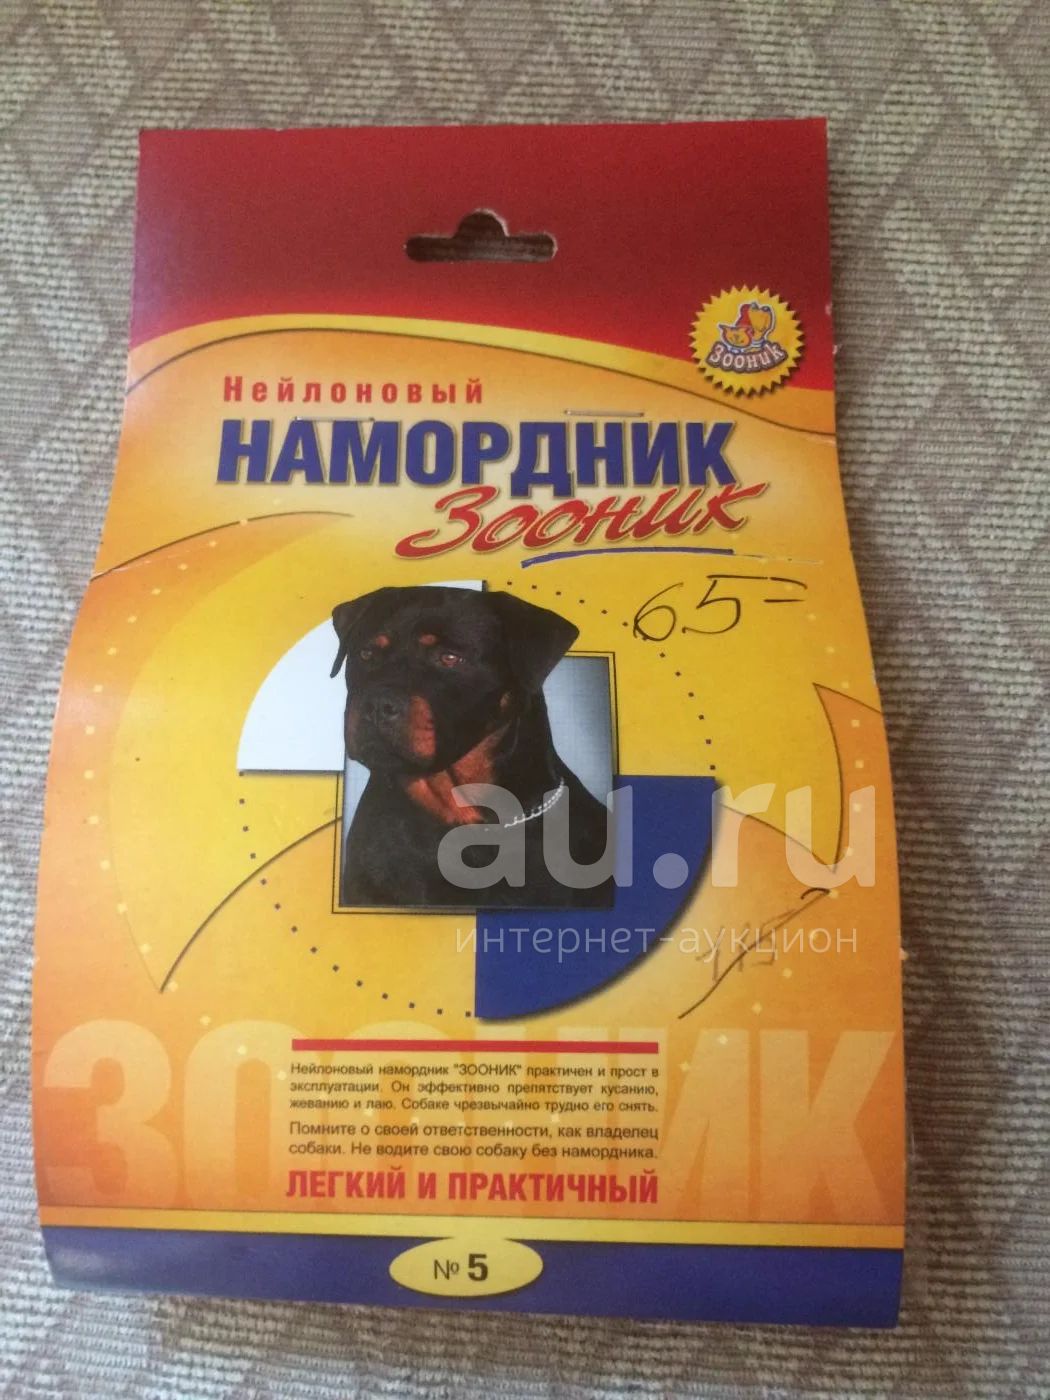 зооник
Нейлоновый
НАМОРДНИК
Зооник
65=
au.ru
интернет-аукцион
ЗООНИК
Нейлоновый намордник "ЗООНИК" практичен и прост в
эксплуатации. Он эффективно препятствует кусанию,
жеванию и лаю. Собаке чрезвычайно трудно его снять.
Помните о своей ответственности, как владелец
собаки. Не водите свою собаку без намордника.
ЛЕГКИЙ И ПРАКТИЧНЫЙ
№ 5